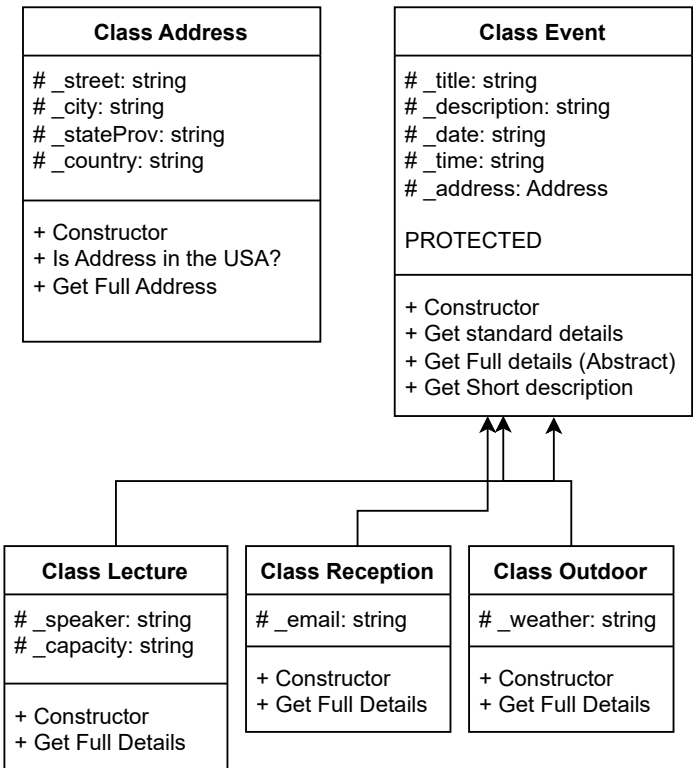 Class Address
# _street: string
# _city: string
# _stateProv: string
# _country: string
+ Constructor
+ Is Address in the USA?
+ Get Full Address
Class Event
# _title: string
# _description: string
# _date: string
# _time: string
# _address: Address
PROTECTED
+ Constructor
+ Get standard details
+ Get Full details (Abstract)
+ Get Short description
Class Lecture
# _speaker: string
# _capacity: string
+ Constructor
+ Get Full Details
Class Reception
# _email: string
+ Constructor
+ Get Full Details
Class Outdoor
# _weather: string
+ Constructor
+ Get Full Details